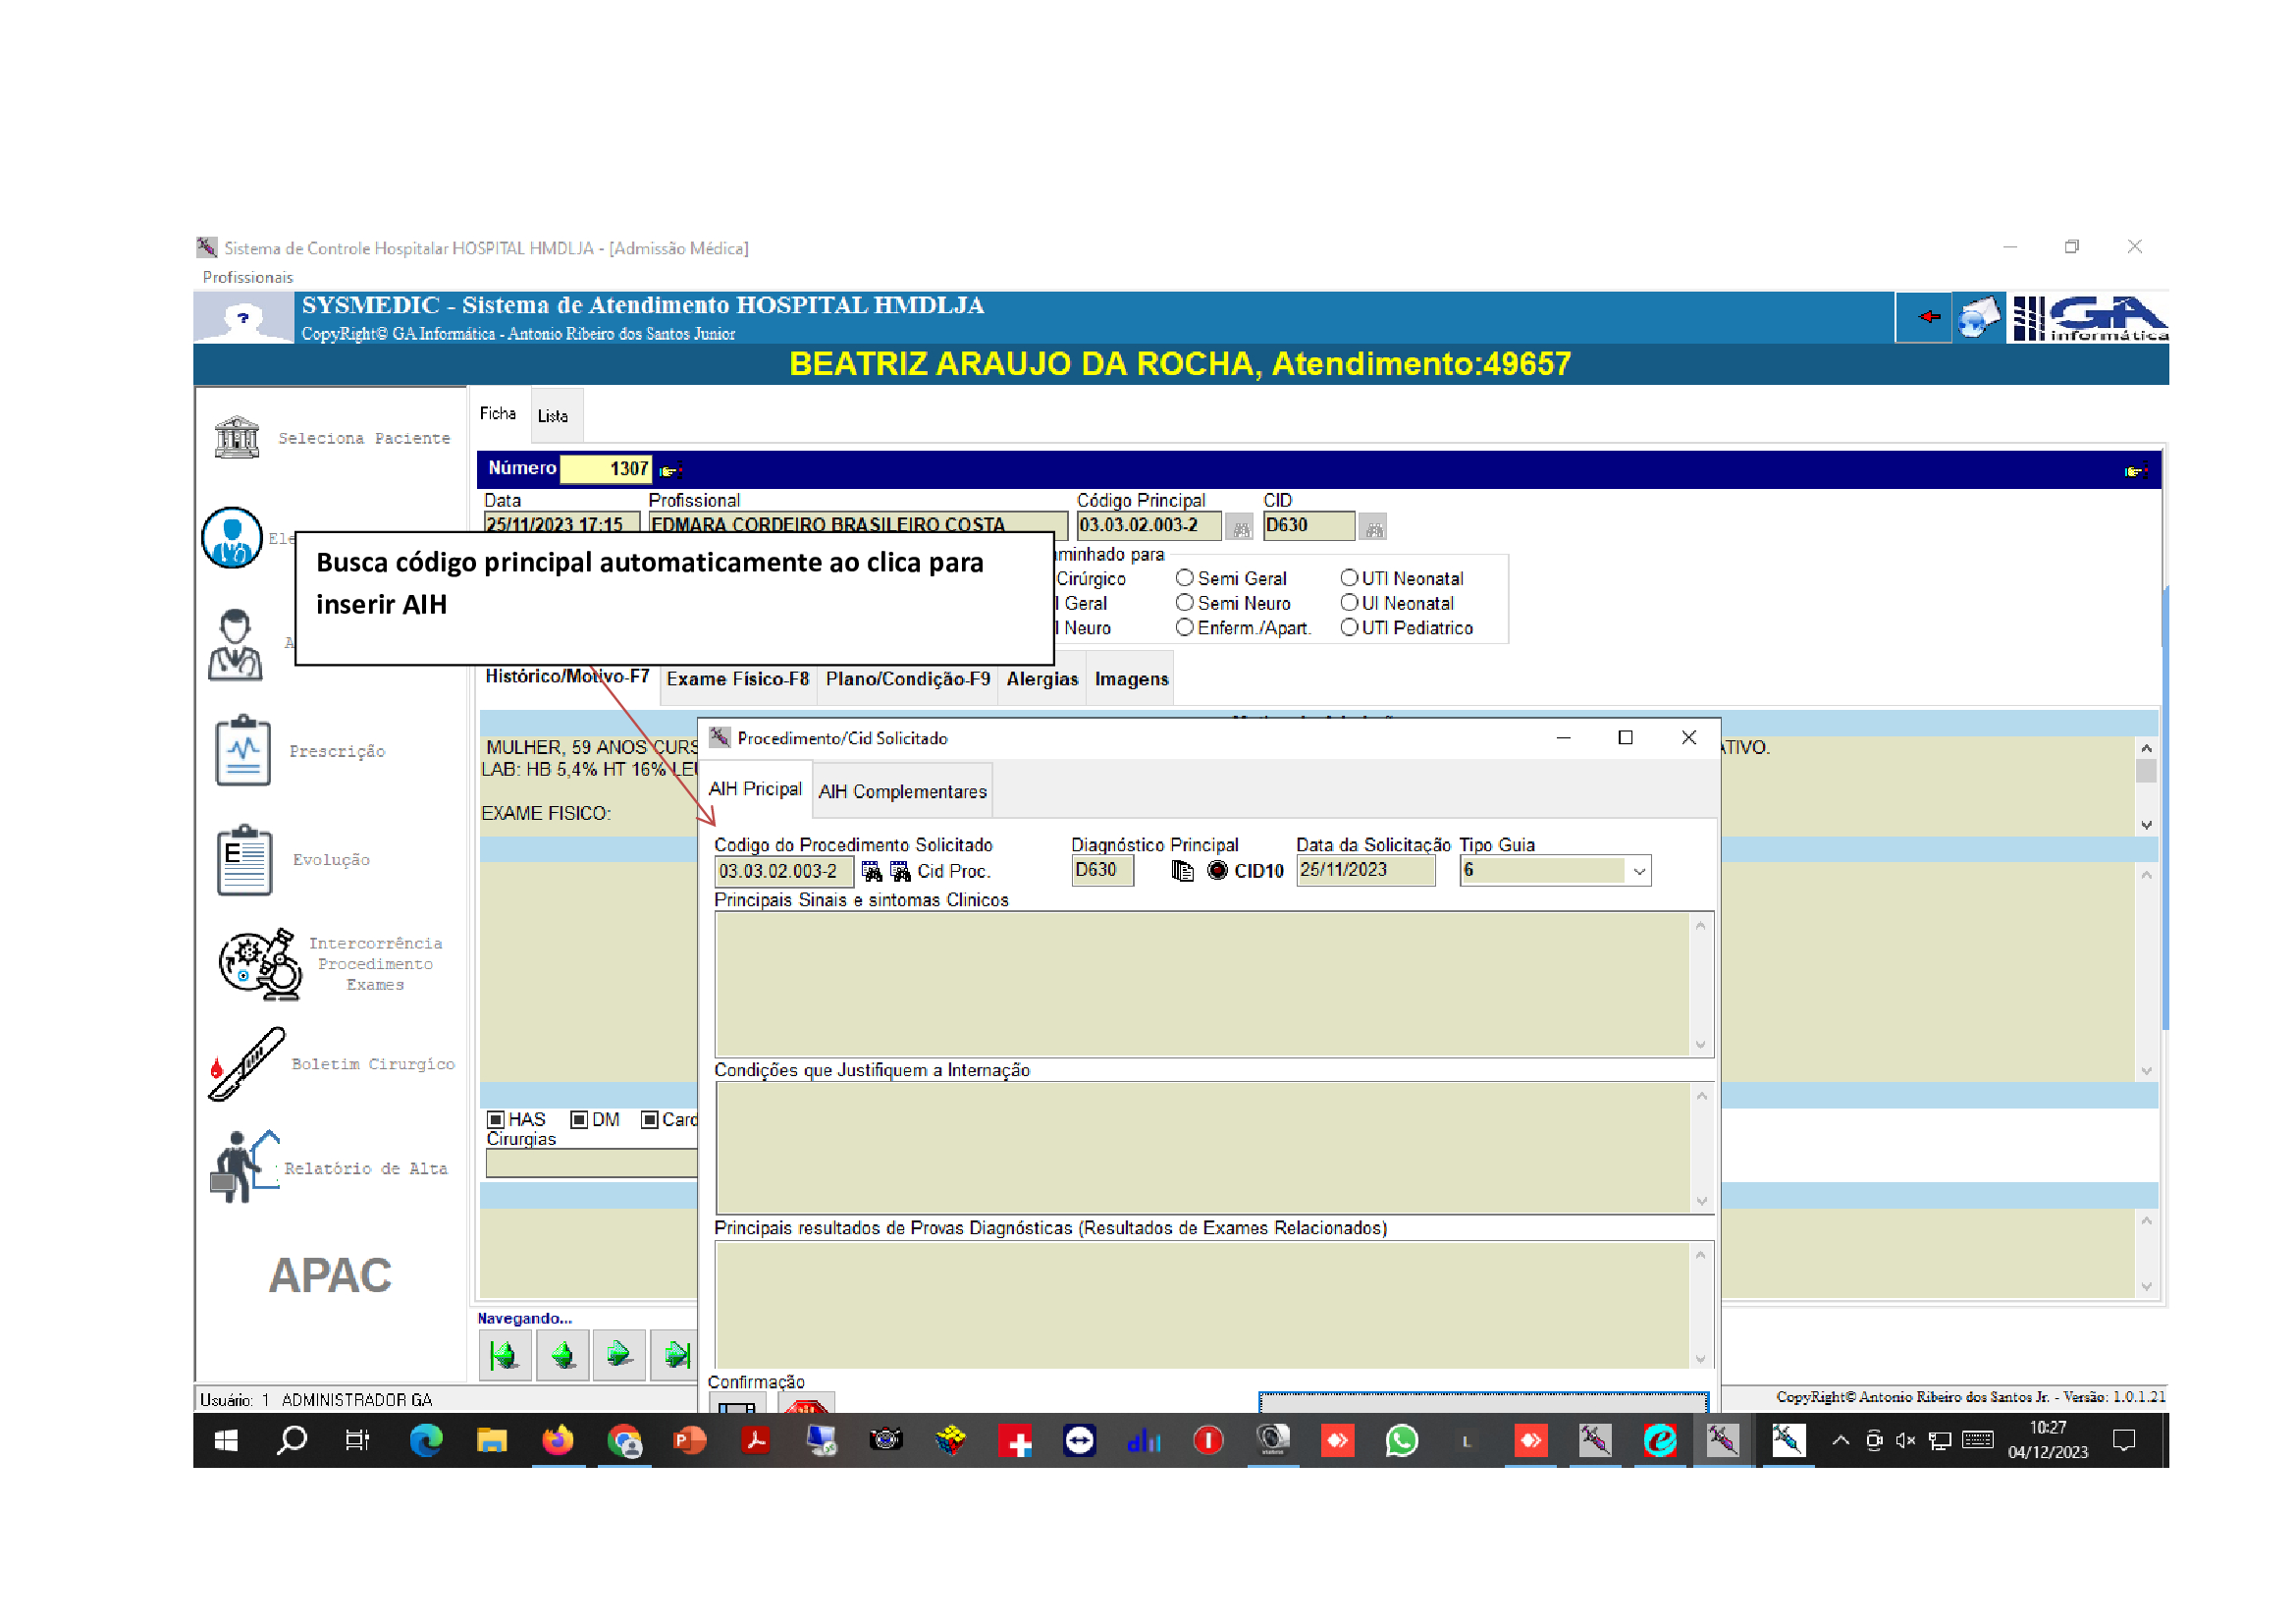 Sistema de Controle Hospitalar HOSPITAL HMDLJA - [Admissão Médica]
Profissionais
SYSMEDIC - Sistema de Atendimento HOSPITAL HMDLJA
CopyRight© GA Informática - Antonio Ribeiro dos Santos Junior
GA informática
BEATRIZ ARAUJO DA ROCHA, Atendimento:49657
Seleciona Paciente
Prescrição
Evolução
Intercorrência
Procedimento
Exames
Boletim Cirurgíco
Relatório de Alta
APAC
Ficha Lista
Número 1307
Data Profissional Código Principal CID
25/11/2023 17:15 EDMARA CORDEIRO BRASILEIRO COSTA 03.03.02.003-2 D630
Busca código principal automaticamente ao clica para
inserir AIH
para
Cirúrgico Semi Geral UTI Neonatal
Geral Semi Neuro UI Neonatal
Neuro Enferm./Apart. UTI Pediatrico
Histórico/Motivo-F7 Exame Físico-F8 Plano/Condição-F9 Alergias Imagens
MULHER, 59 ANOS
LAB: HB 5,4% HT 16%
EXAME FISICO:
Procedimento/Cid Solicitado
AIH Pricipal AIH Complementares
Codigo do Procedimento Solicitado Diagnóstico Principal Data da Solicitação Tipo Guia
03.03.02.003-2 Cid Proc. D630 CID10 25/11/2023 6
Principais Sinais e sintomas Clinicos
Condições que Justifiquem a Internação
Principais resultados de Provas Diagnósticas (Resultados de Exames Relacionados)
Confirmação
HAS DM
Cirurgias
Navegando...
Usuário: 1 ADMINISTRADOR GA
CopyRight© Antonio Ribeiro dos Santos Jr. - Versão: 1.0.1.21
10:27
04/12/2023